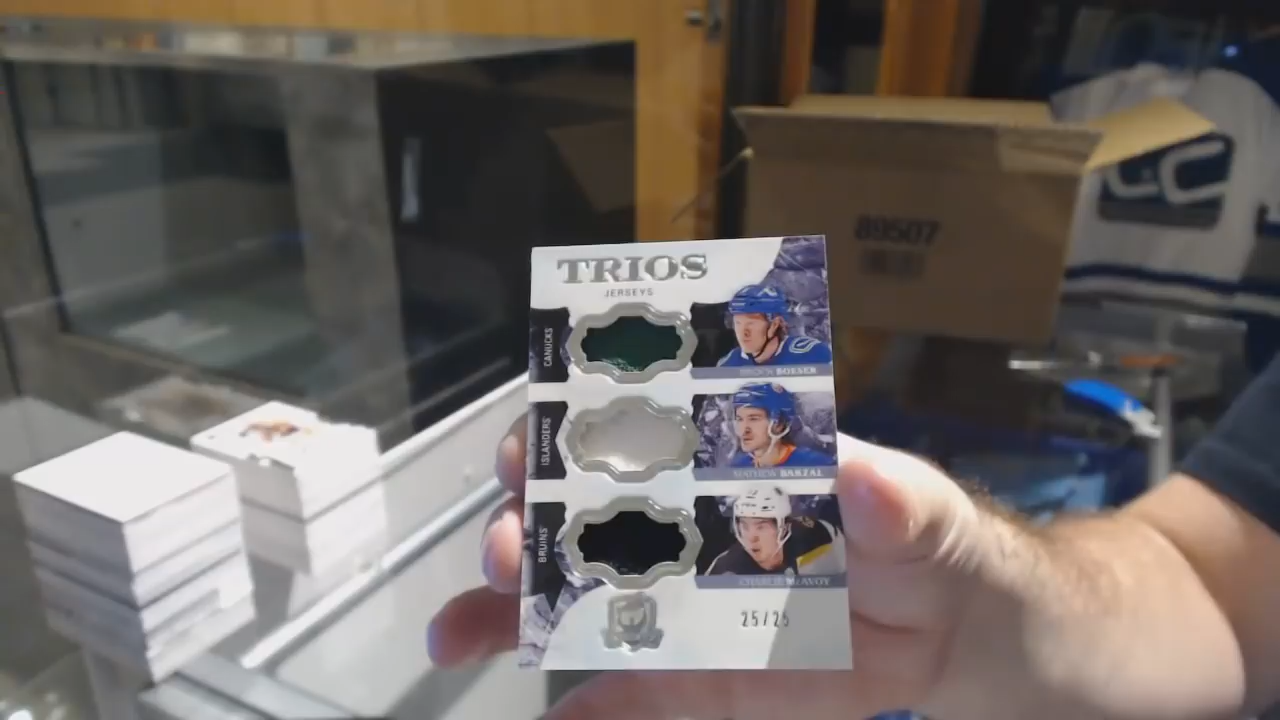 89507
TRIOS
JERSEYS
CANUCKS
BROCK BOESER
ISLANDERS
MATHEW BARZAL
BRUINS
CHARLIE McAVOY
25/25